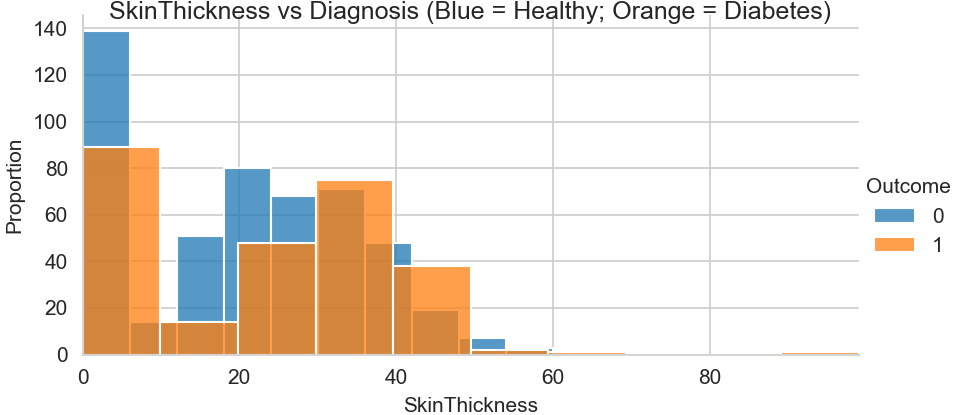 SkinThickness vs Diagnosis (Blue = Healthy; Orange = Diabetes)
140
120
100
80
60
40
20
0
Proportion
0 20 40 60 80
SkinThickness
Outcome
0
1